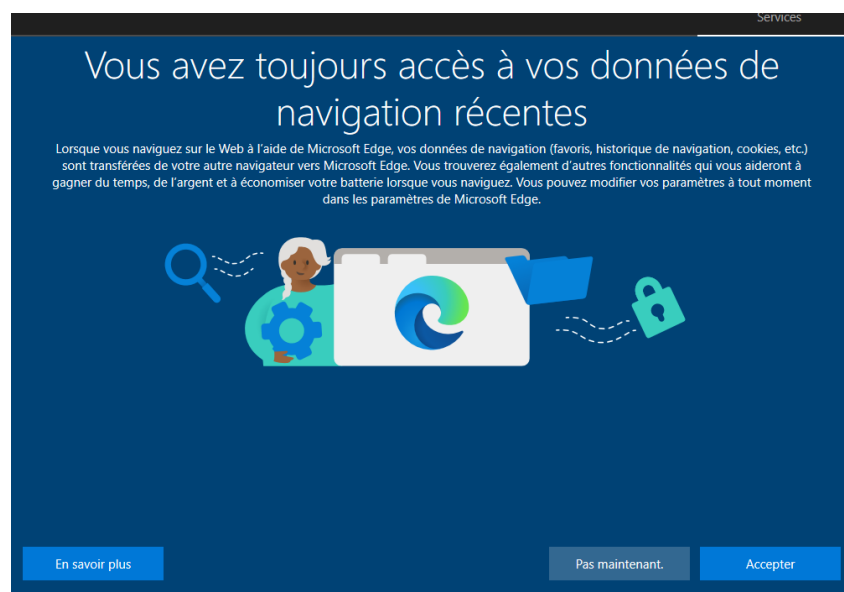 Services
Vous avez toujours accès à vos données de
navigation récentes
Lorsque vous naviguez sur le Web à l'aide de Microsoft Edge, vos données de navigation (favoris, historique de navigation, cookies, etc.)
sont transférées de votre autre navigateur vers Microsoft Edge. Vous trouverez également d'autres fonctionnalités qui vous aideront à
gagner du temps, de l'argent et à économiser votre batterie lorsque vous naviguez. Vous pouvez modifier vos paramètres à tout moment
dans les paramètres de Microsoft Edge.
En savoir plus
Pas maintenant.
Accepter